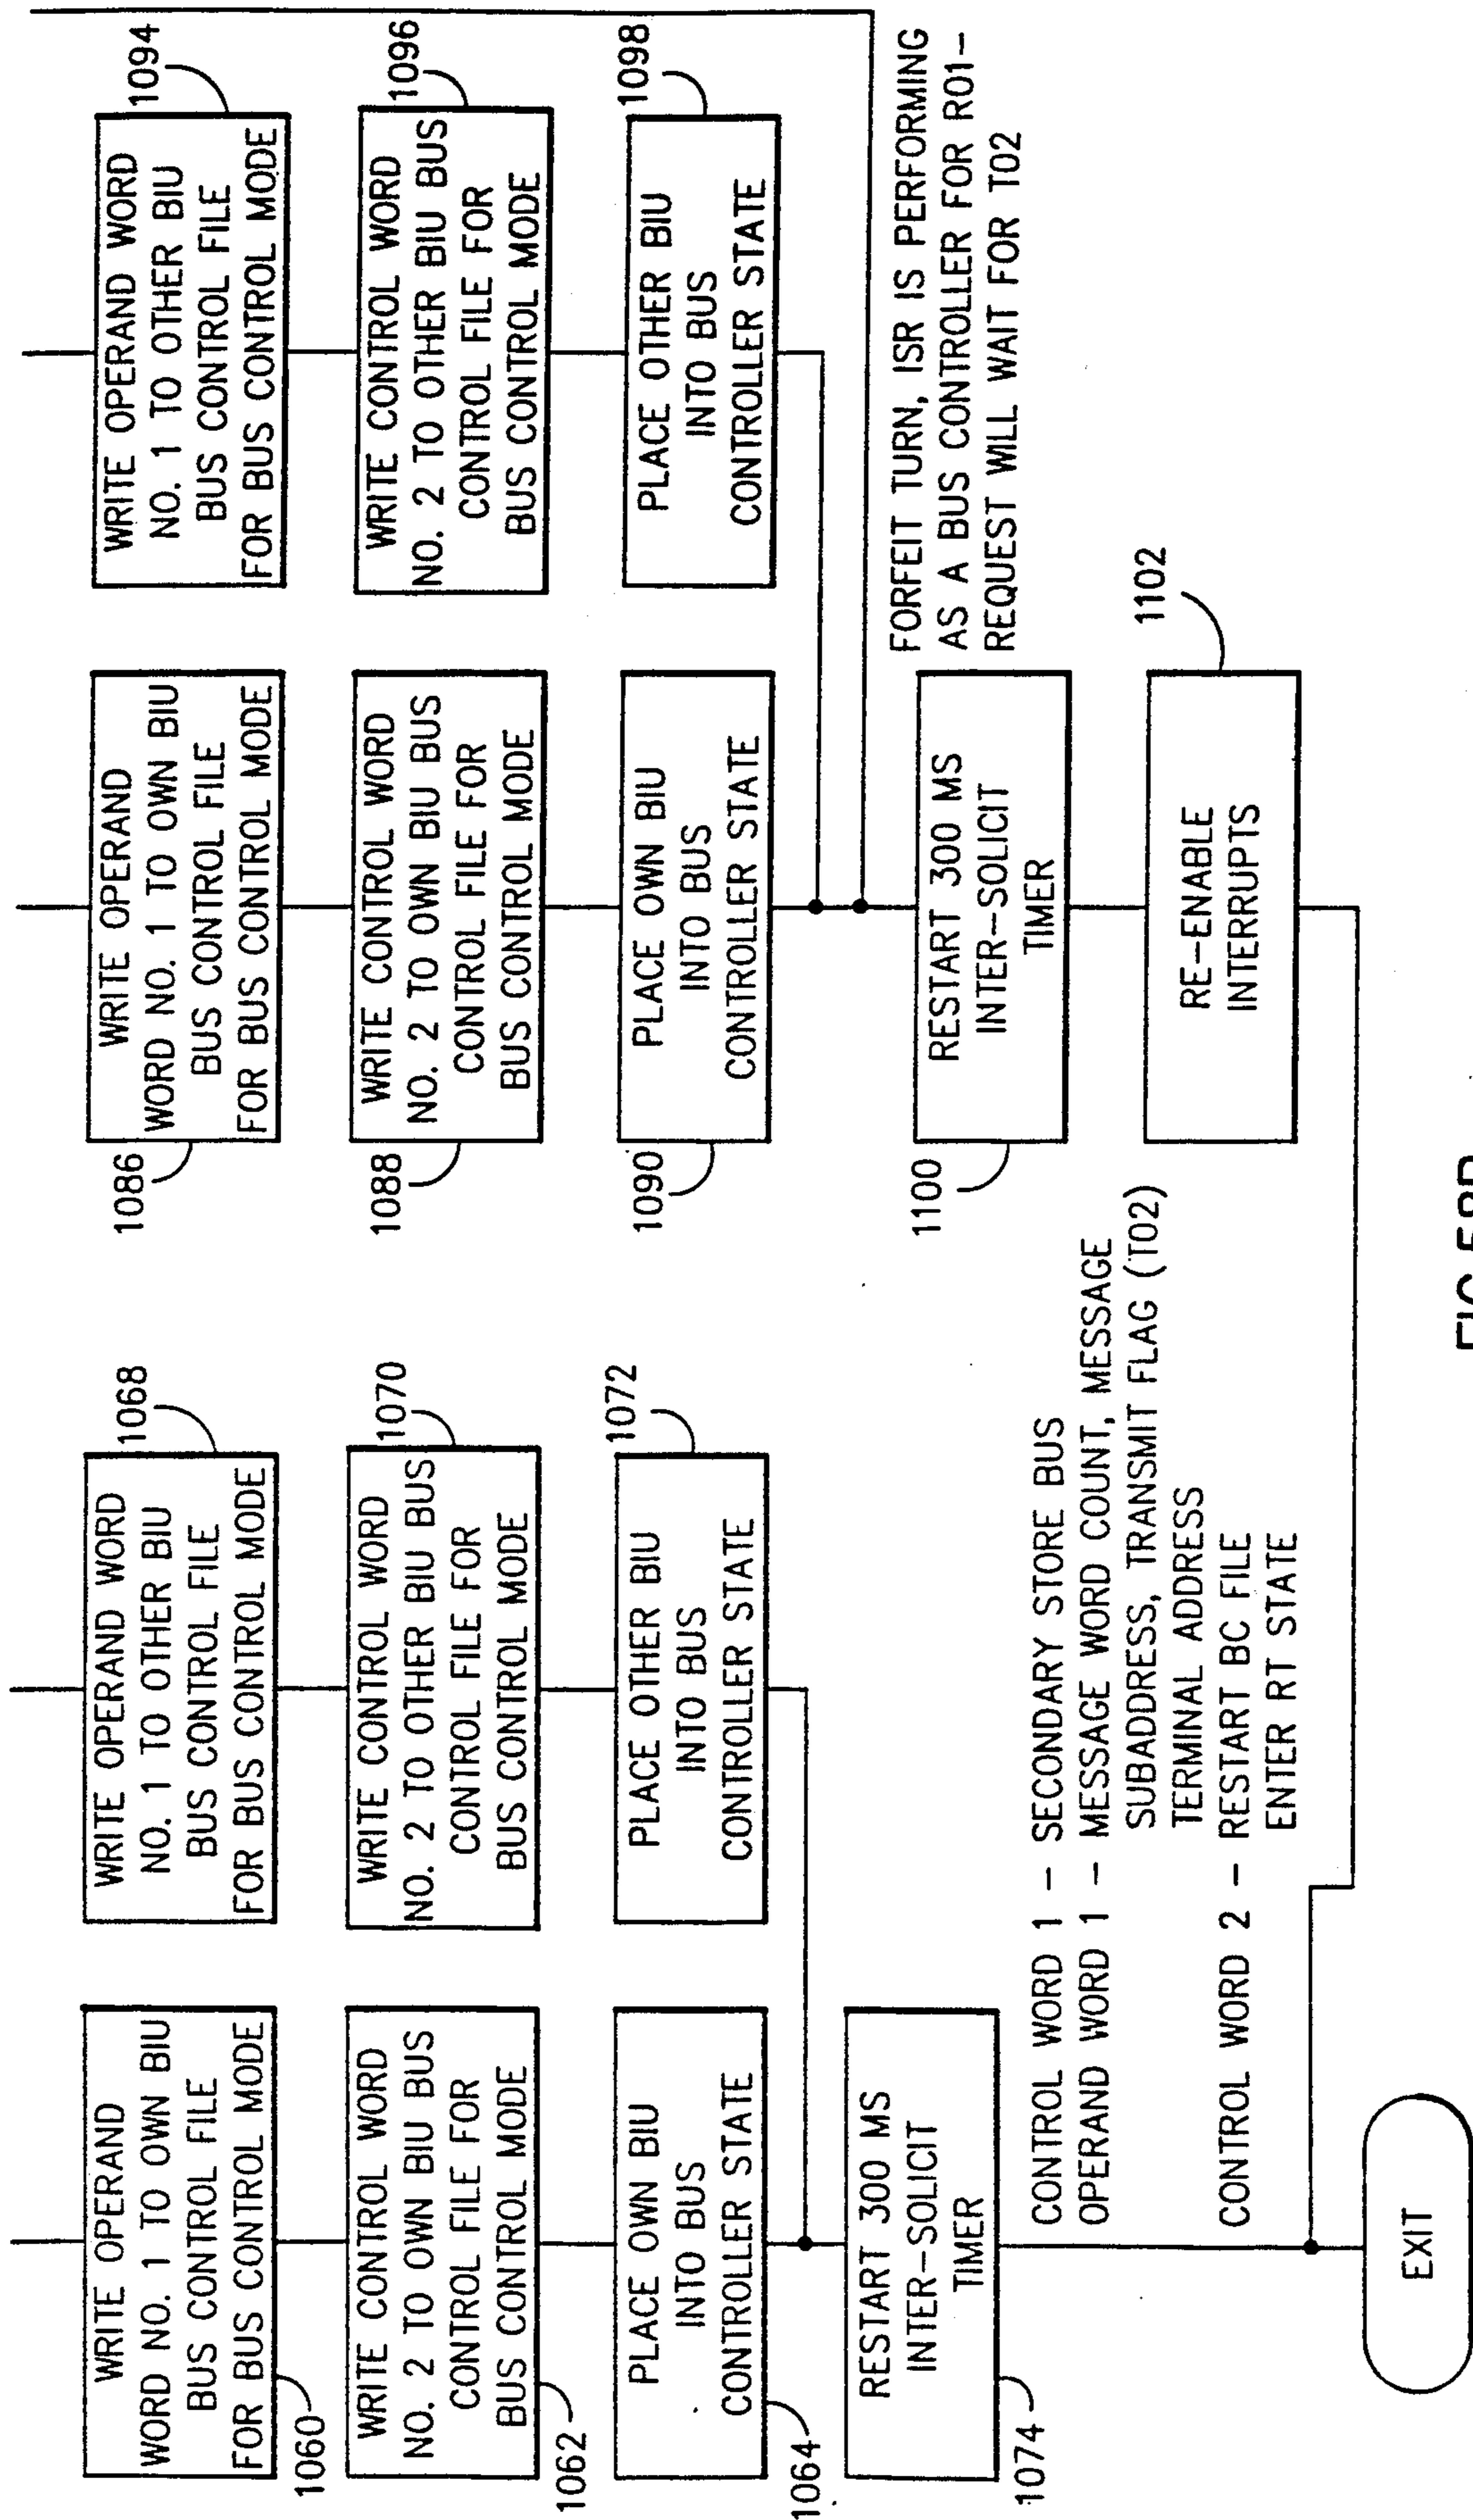 WRITE OPERAND
WORD NO. 1 TO OWN BIU
BUS CONTROL FILE
FOR BUS CONTROL MODE
1060
WRITE CONTROL WORD
NO. 2 TO OWN BIU BUS
CONTROL FILE FOR
BUS CONTROL MODE
1062
PLACE OWN BIU
INTO BUS
CONTROLLER STATE
1064
RESTART 300 MS
INTER-SOLICIT
TIMER
1074
WRITE OPERAND WORD
NO. 1 TO OTHER BIU
BUS CONTROL FILE
FOR BUS CONTROL MODE
1068
WRITE CONTROL WORD
NO. 2 TO OTHER BIU BUS
CONTROL FILE FOR
BUS CONTROL MODE
1070
PLACE OTHER BIU
INTO BUS
CONTROLLER STATE
1072
CONTROL WORD 1 - SECONDARY STORE BUS
OPERAND WORD 1 - MESSAGE WORD COUNT, MESSAGE
SUBADDRESS, TRANSMIT FLAG (T02)
TERMINAL ADDRESS
CONTROL WORD 2 - RESTART BC FILE
ENTER RT STATE
EXIT
1086
WRITE OPERAND
WORD NO. 1 TO OWN BIU
BUS CONTROL FILE
FOR BUS CONTROL MODE
1088
WRITE CONTROL WORD
NO. 2 TO OWN BIU BUS
CONTROL FILE FOR
BUS CONTROL MODE
1090
PLACE OWN BIU
INTO BUS
CONTROLLER STATE
1100
RESTART 300 MS
INTER-SOLICIT
TIMER
RE-ENABLE
INTERRUPTS
1102
WRITE OPERAND WORD
NO. 1 TO OTHER BIU
BUS CONTROL FILE
FOR BUS CONTROL MODE
1094
WRITE CONTROL WORD
NO. 2 TO OTHER BIU BUS
CONTROL FILE FOR
BUS CONTROL MODE
1096
PLACE OTHER BIU
INTO BUS
CONTROLLER STATE
1098
FORFEIT TURN, ISR IS PERFORMING
AS A BUS CONTROLLER FOR R01-
REQUEST WILL WAIT FOR T02